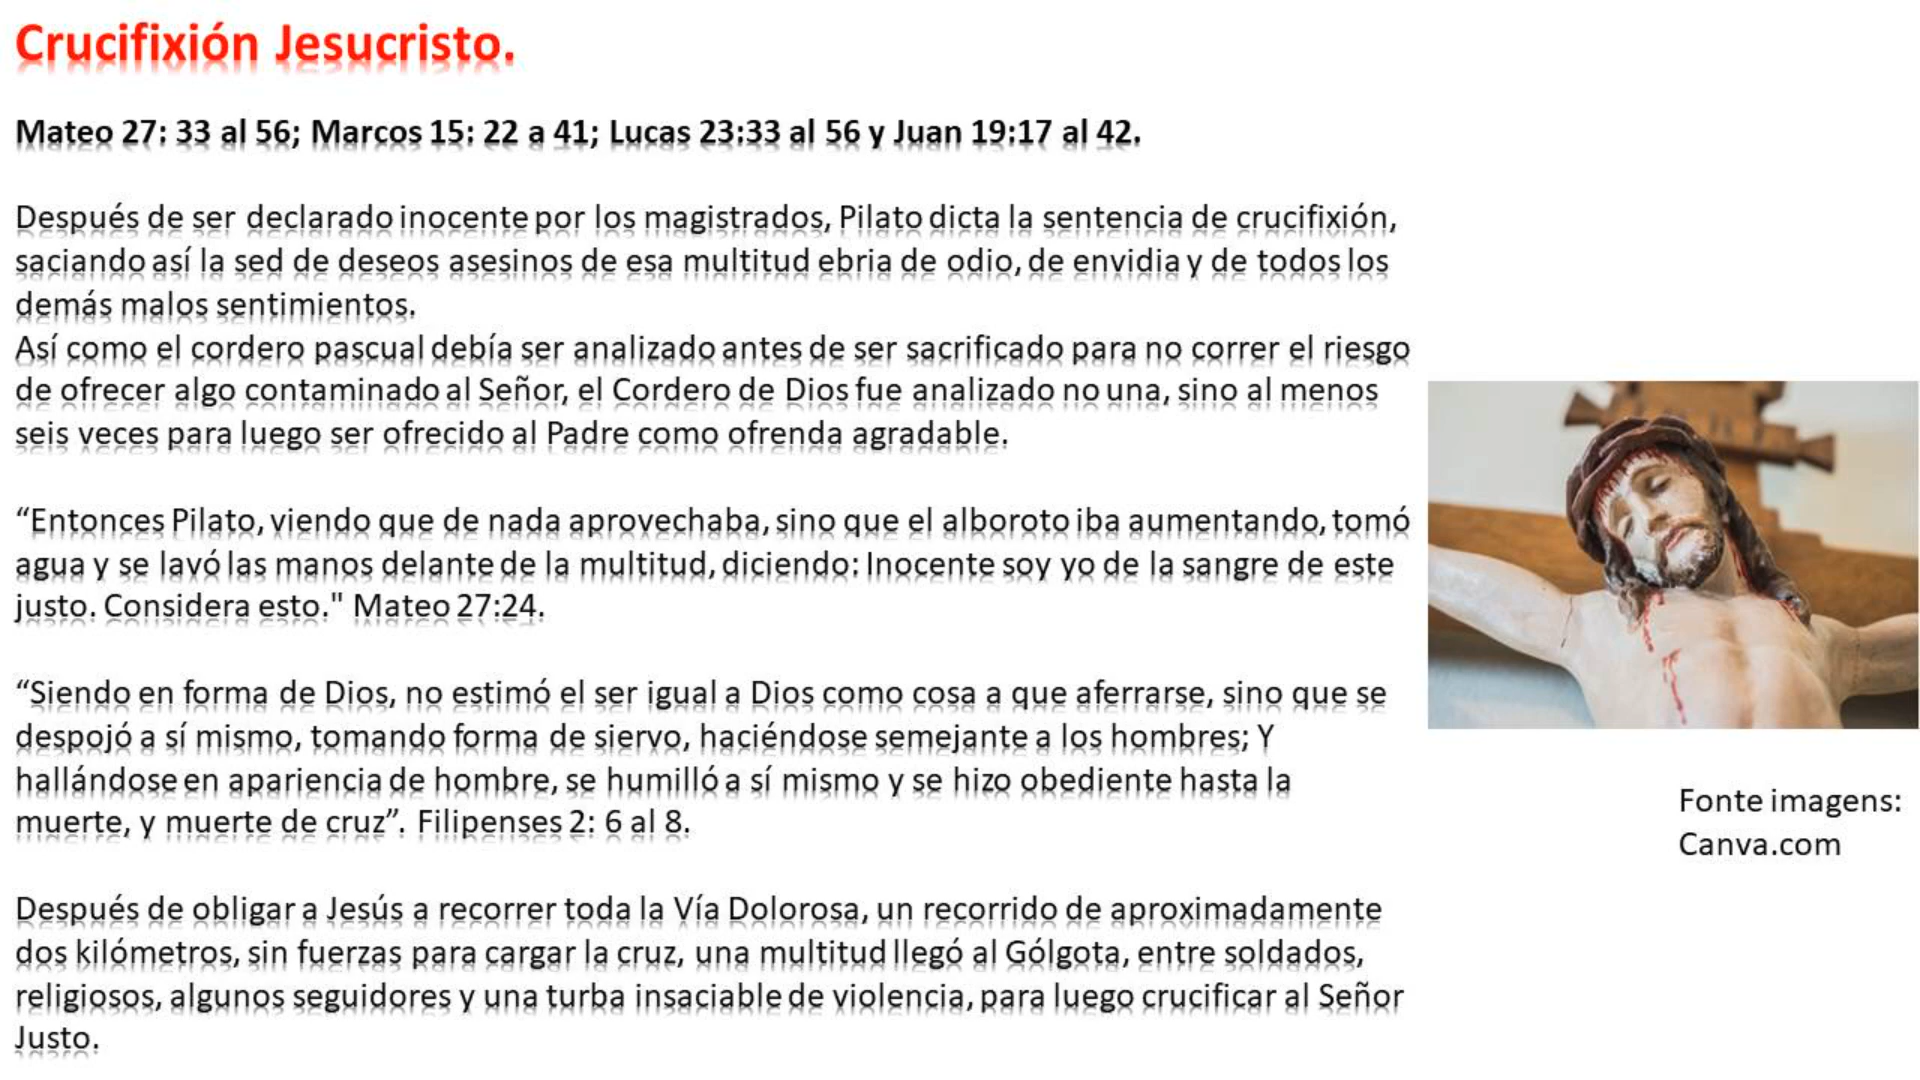 Crucifixión Jesucristo.
Mateo 27: 33 al 56; Marcos 15: 22 a 41; Lucas 23:33 al 56 y Juan 19:17 al 42.
Después de ser declarado inocente por los magistrados, Pilato dicta la sentencia de crucifixión,
saciando así la sed de deseos asesinos de esa multitud ebria de odio, de envidia y de todos los
demás malos sentimientos.
Así como el cordero pascual debía ser analizado antes de ser sacrificado para no correr el riesgo
de ofrecer algo contaminado al Señor, el Cordero de Dios fue analizado no una, sino al menos
seis veces para luego ser ofrecido al Padre como ofrenda agradable.
“Entonces Pilato, viendo que de nada aprovechaba, sino que el alboroto iba aumentando, tomó
agua y se lavó las manos delante de la multitud, diciendo: Inocente soy yo de la sangre de este
justo. Considera esto." Mateo 27:24.
“Siendo en forma de Dios, no estimó el ser igual a Dios como cosa a que aferrarse, sino que se
despojó a sí mismo, tomando forma de siervo, haciéndose semejante a los hombres; Y
hallándose en apariencia de hombre, se humilló a sí mismo y se hizo obediente hasta la
muerte, y muerte de cruz”. Filipenses 2: 6 al 8.
Después de obligar a Jesús a recorrer toda la Vía Dolorosa, un recorrido de aproximadamente
dos kilómetros, sin fuerzas para cargar la cruz, una multitud llegó al Gólgota, entre soldados,
religiosos, algunos seguidores y una turba insaciable de violencia, para luego crucificar al Señor
Justo.
Fonte imagens:
Canva.com